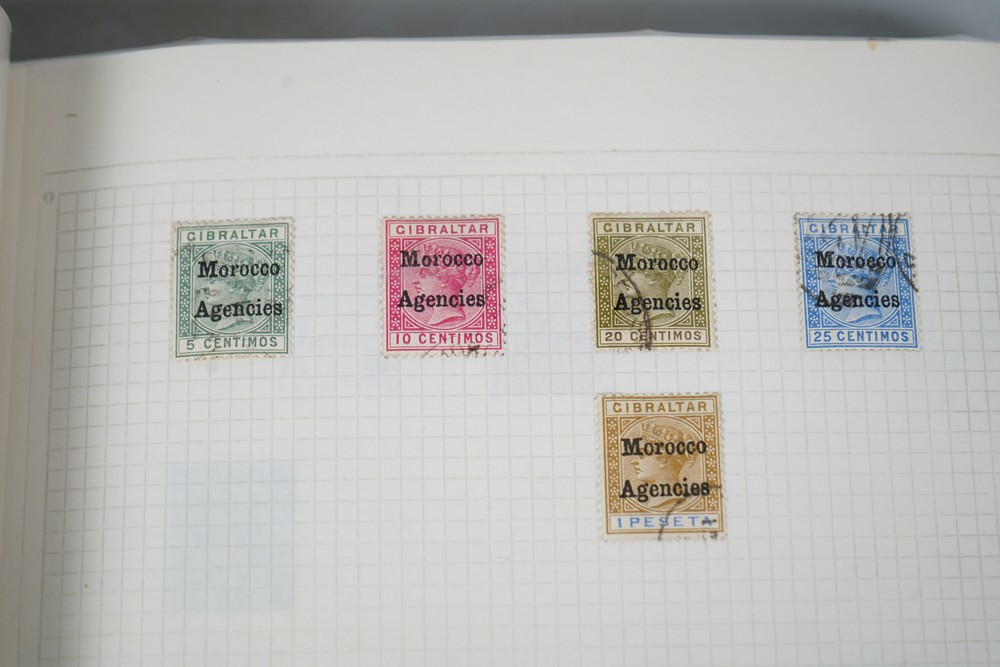 GIBRALTAR
Morocco
Agencies
5 CENTIMOS
GIBRALTAR
Morocco
Agencies
10 CENTIMOS
GIBRALTAR
Morocco
Agencies
20 CENTIMOS
GIBRALTAR
Morocco
Agencies
25 CENTIMOS
GIBRALTAR
Morocco
Agencies
1 PESETA